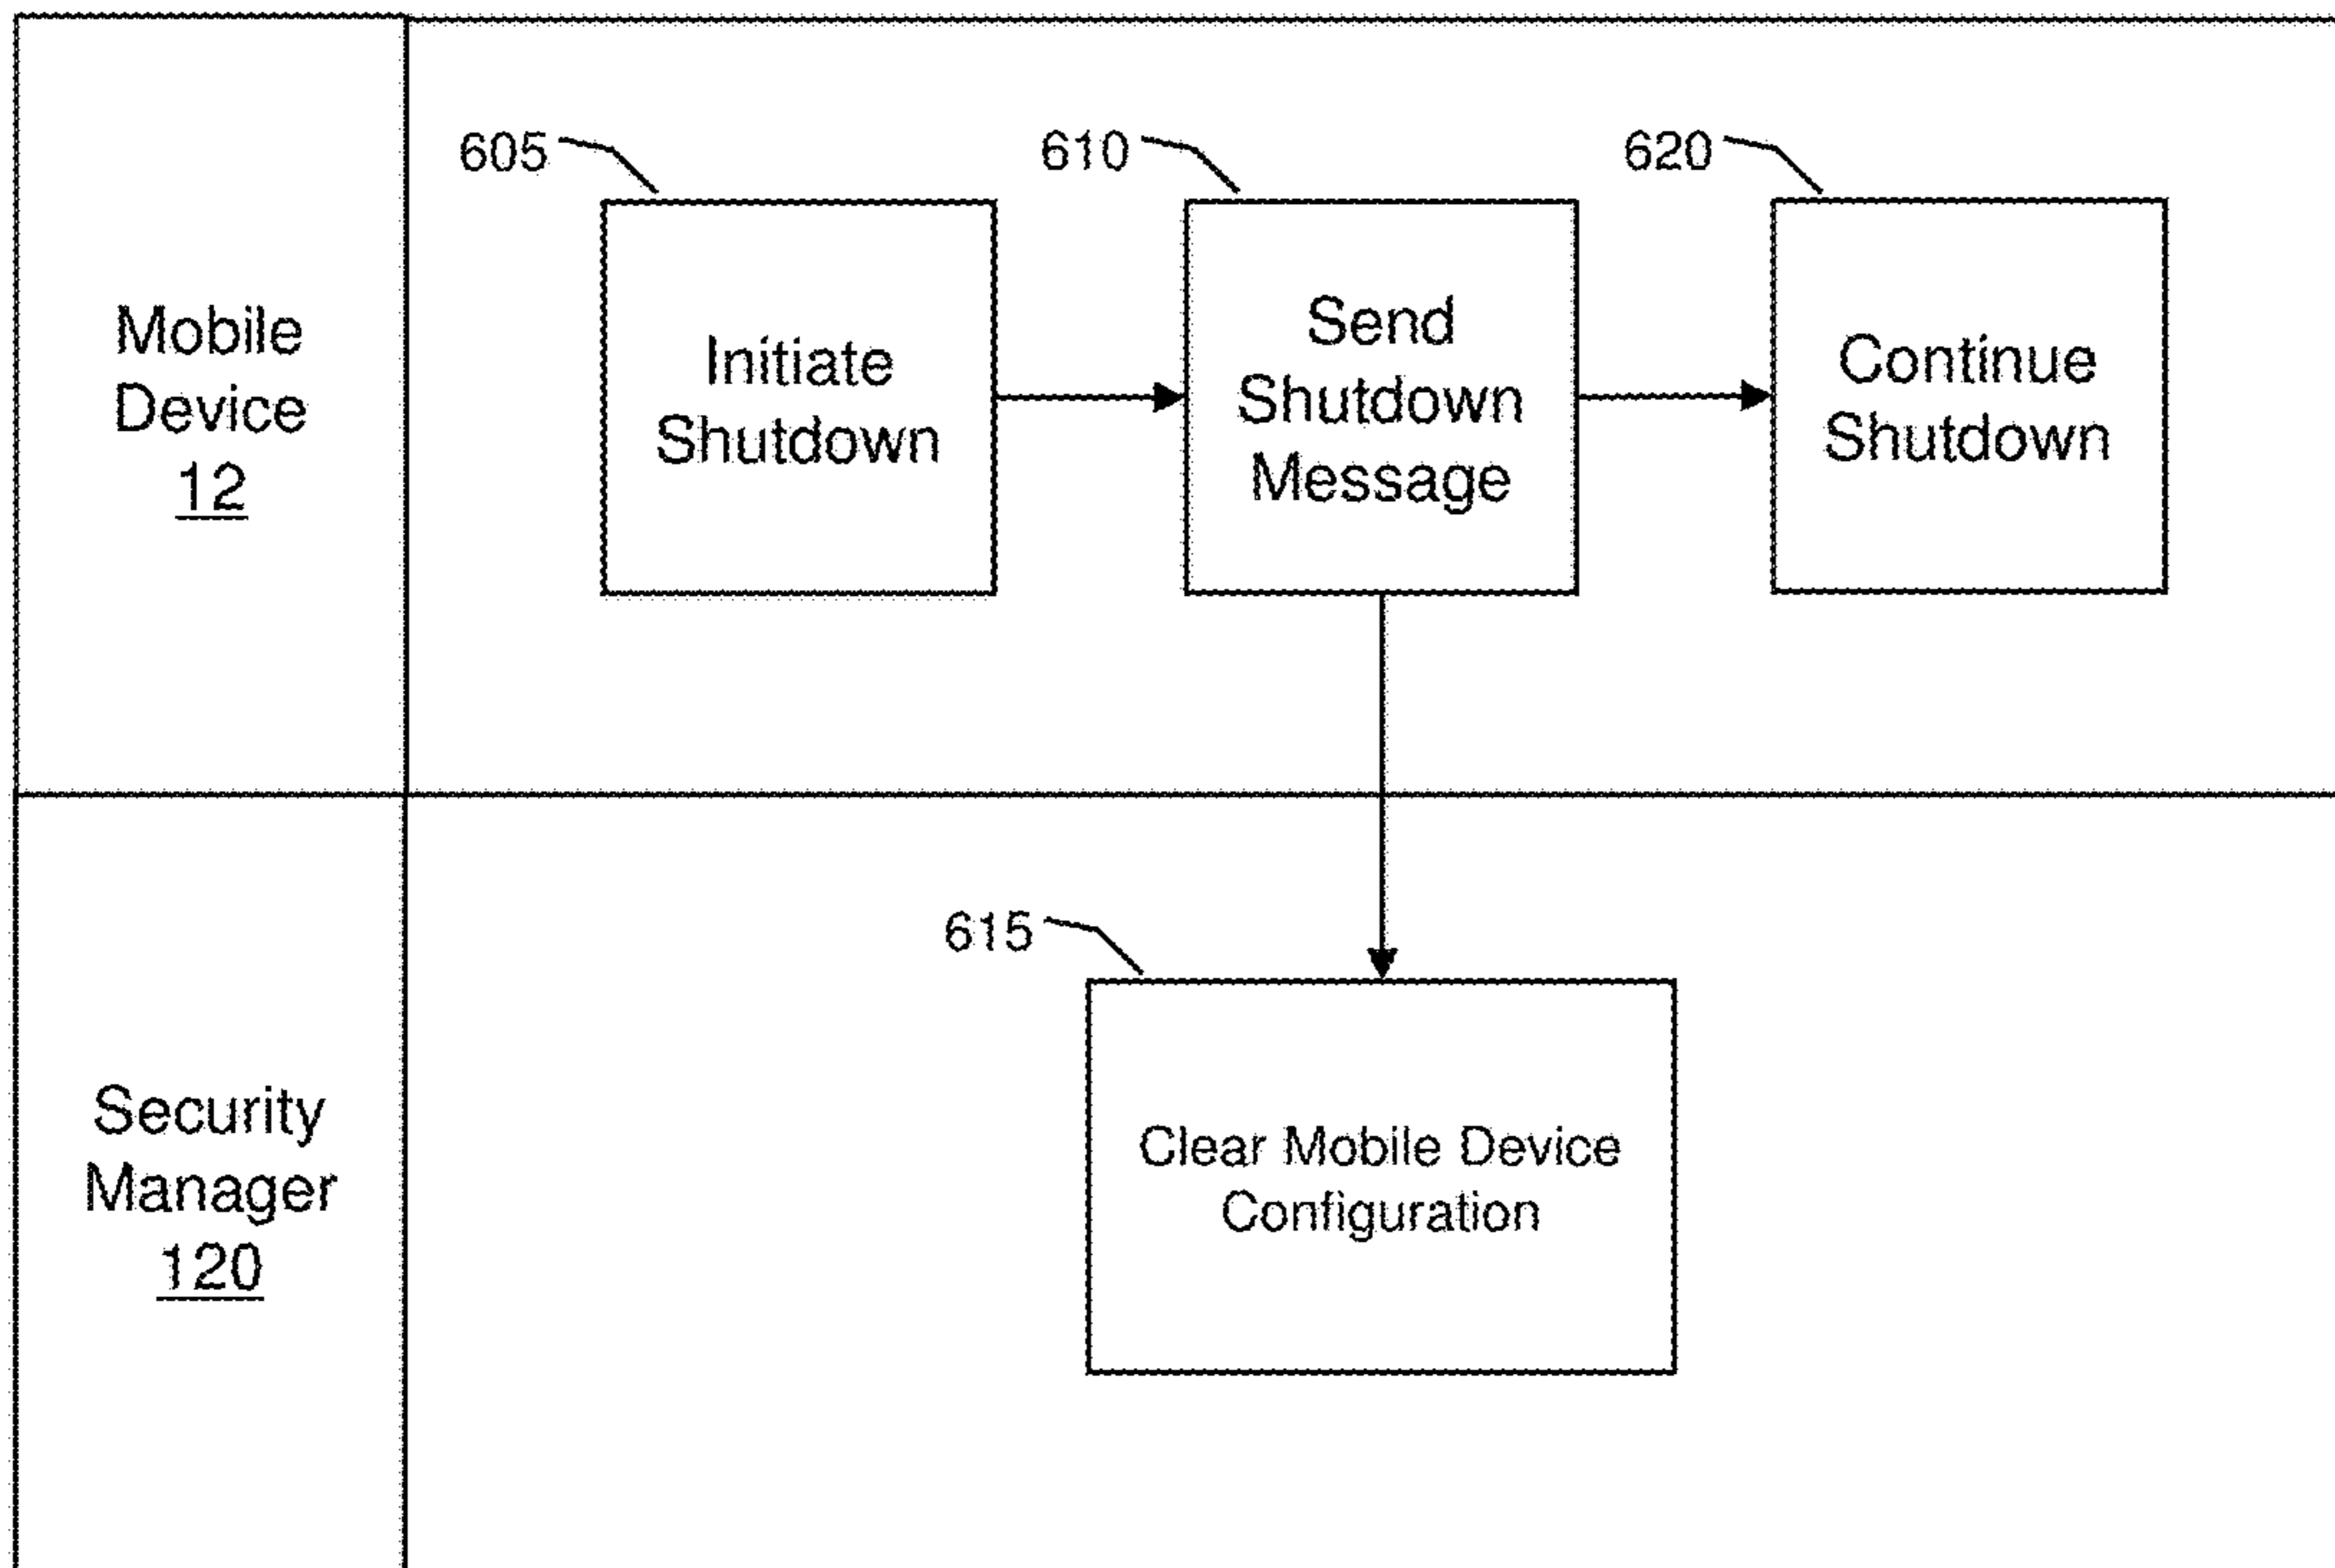 605
610
620
Mobile
Device
12
Initiate
Shutdown
Send
Shutdown
Message
Continue
Shutdown
615
Security
Manager
120
Clear Mobile Device
Configuration